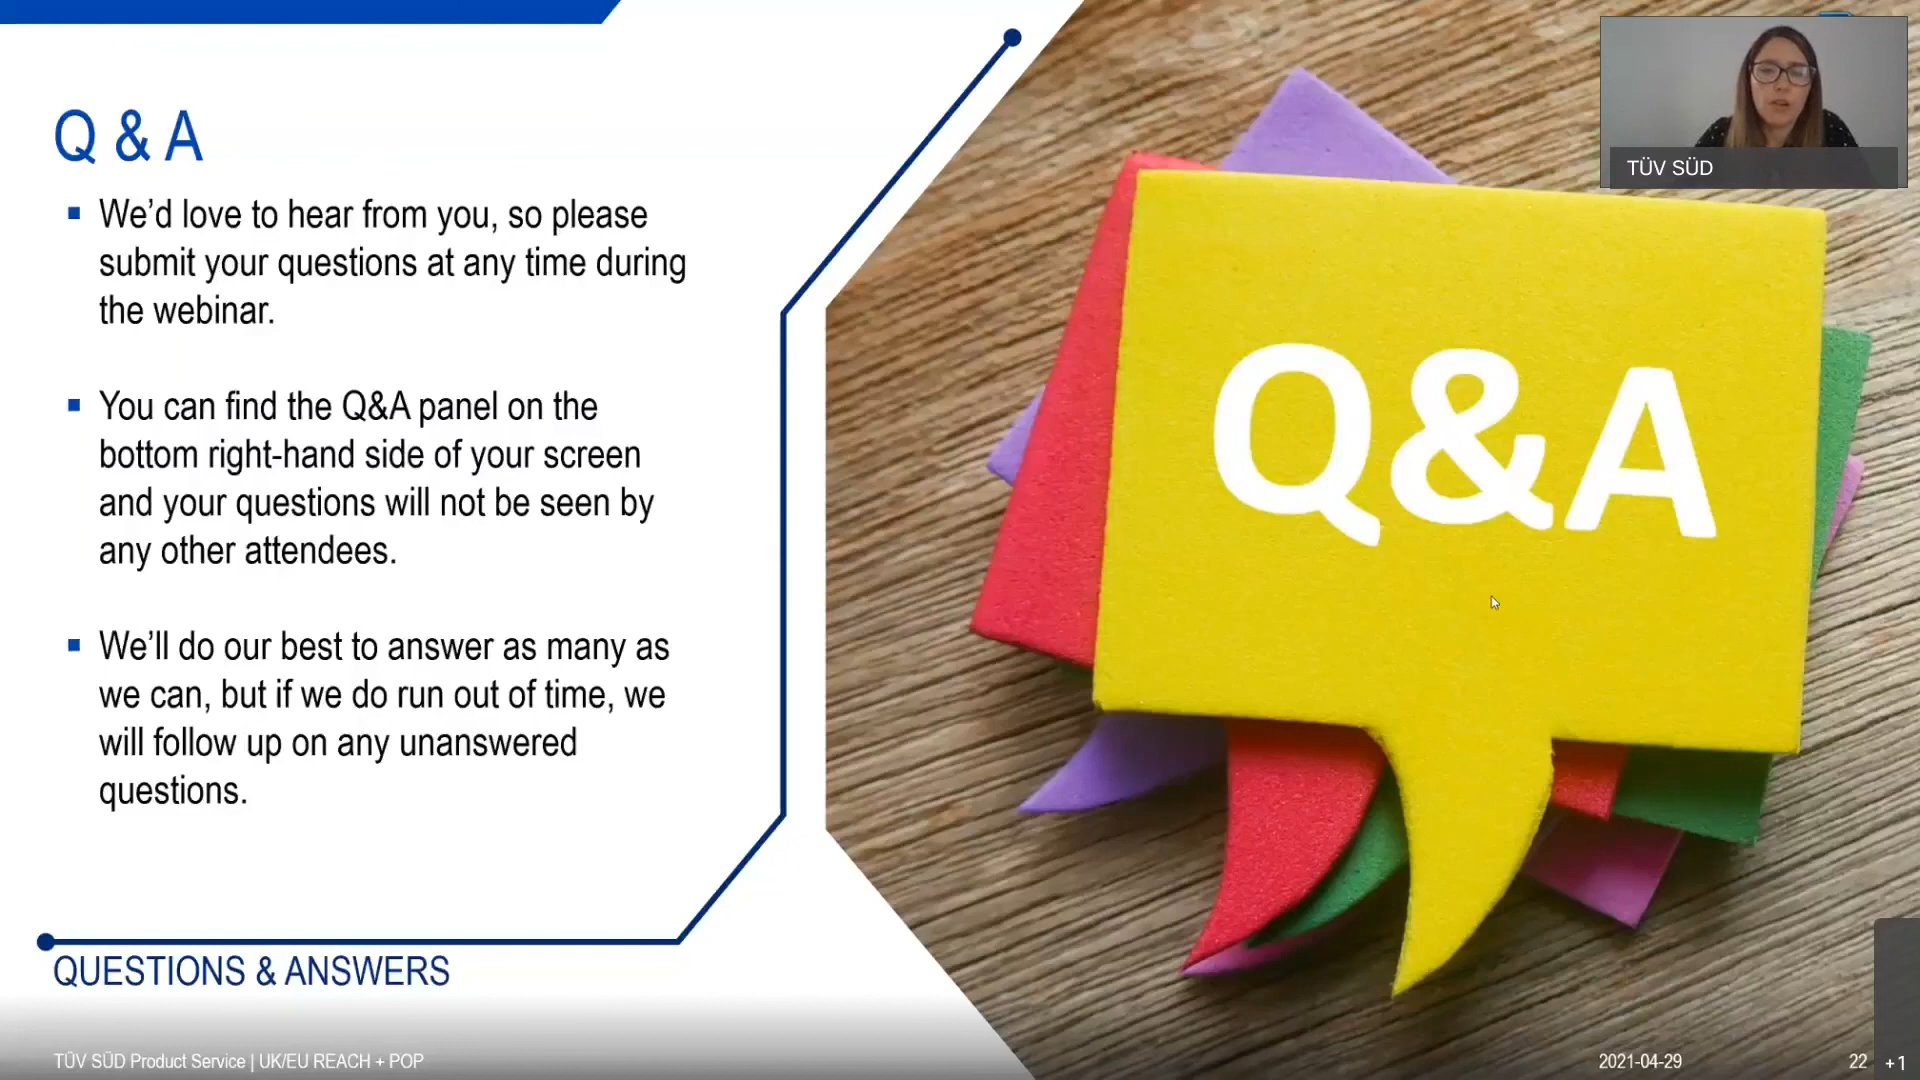 Q & A
▪ We’d love to hear from you, so please
submit your questions at any time during
the webinar.
▪ You can find the Q&A panel on the
bottom right-hand side of your screen
and your questions will not be seen by
any other attendees.
▪ We’ll do our best to answer as many as
we can, but if we do run out of time, we
will follow up on any unanswered
questions.
QUESTIONS & ANSWERS
TÜV SÜD Product Service | UK/EU REACH + POP
Q&A
TÜV SÜD
2021-04-29
22
+1